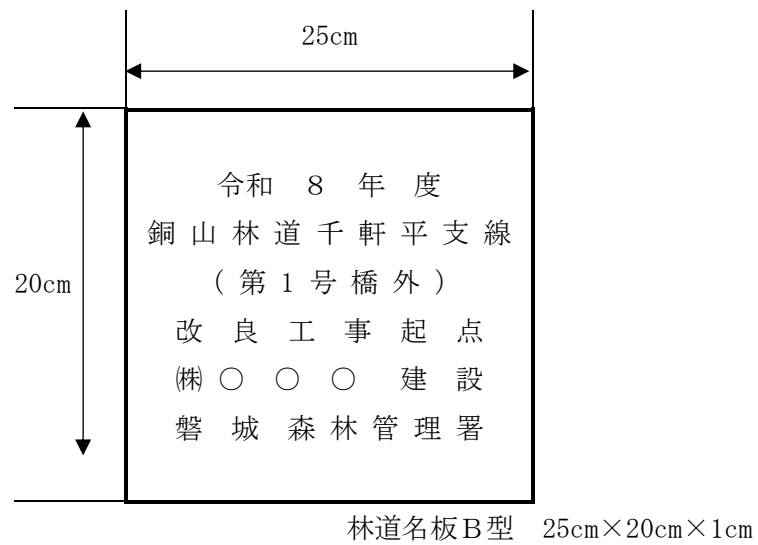 25cm
令和　８　年　度
銅 山 林 道 千 軒 平 支 線
( 第 1 号 橋 外 )
20cm
改　良　工　事　起　点
㈱ ○　○　○　建　設
磐　城　森 林 管 理 署
林道名板Ｂ型　25cm×20cm×1cm